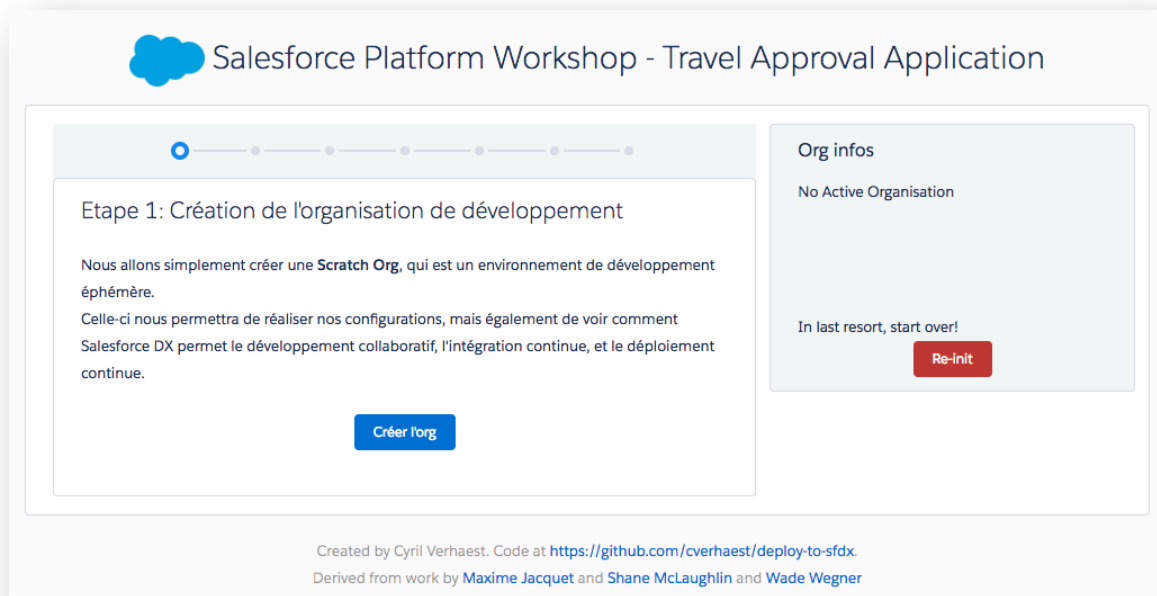 Salesforce Platform Workshop - Travel Approval Application
Etape 1: Création de l'organisation de développement
Nous allons simplement créer une Scratch Org, qui est un environnement de développement
éphémère.
Celle-ci nous permettra de réaliser nos configurations, mais également de voir comment
Salesforce DX permet le développement collaboratif, l'intégration continue, et le déploiement
continue.
Créer l'org
Org infos
No Active Organisation
In last resort, start over!
Re-init
Created by Cyril Verhaest. Code at https://github.com/cverhaest/deploy-to-sfdx.
Derived from work by Maxime Jacquet and Shane McLaughlin and Wade Wegner